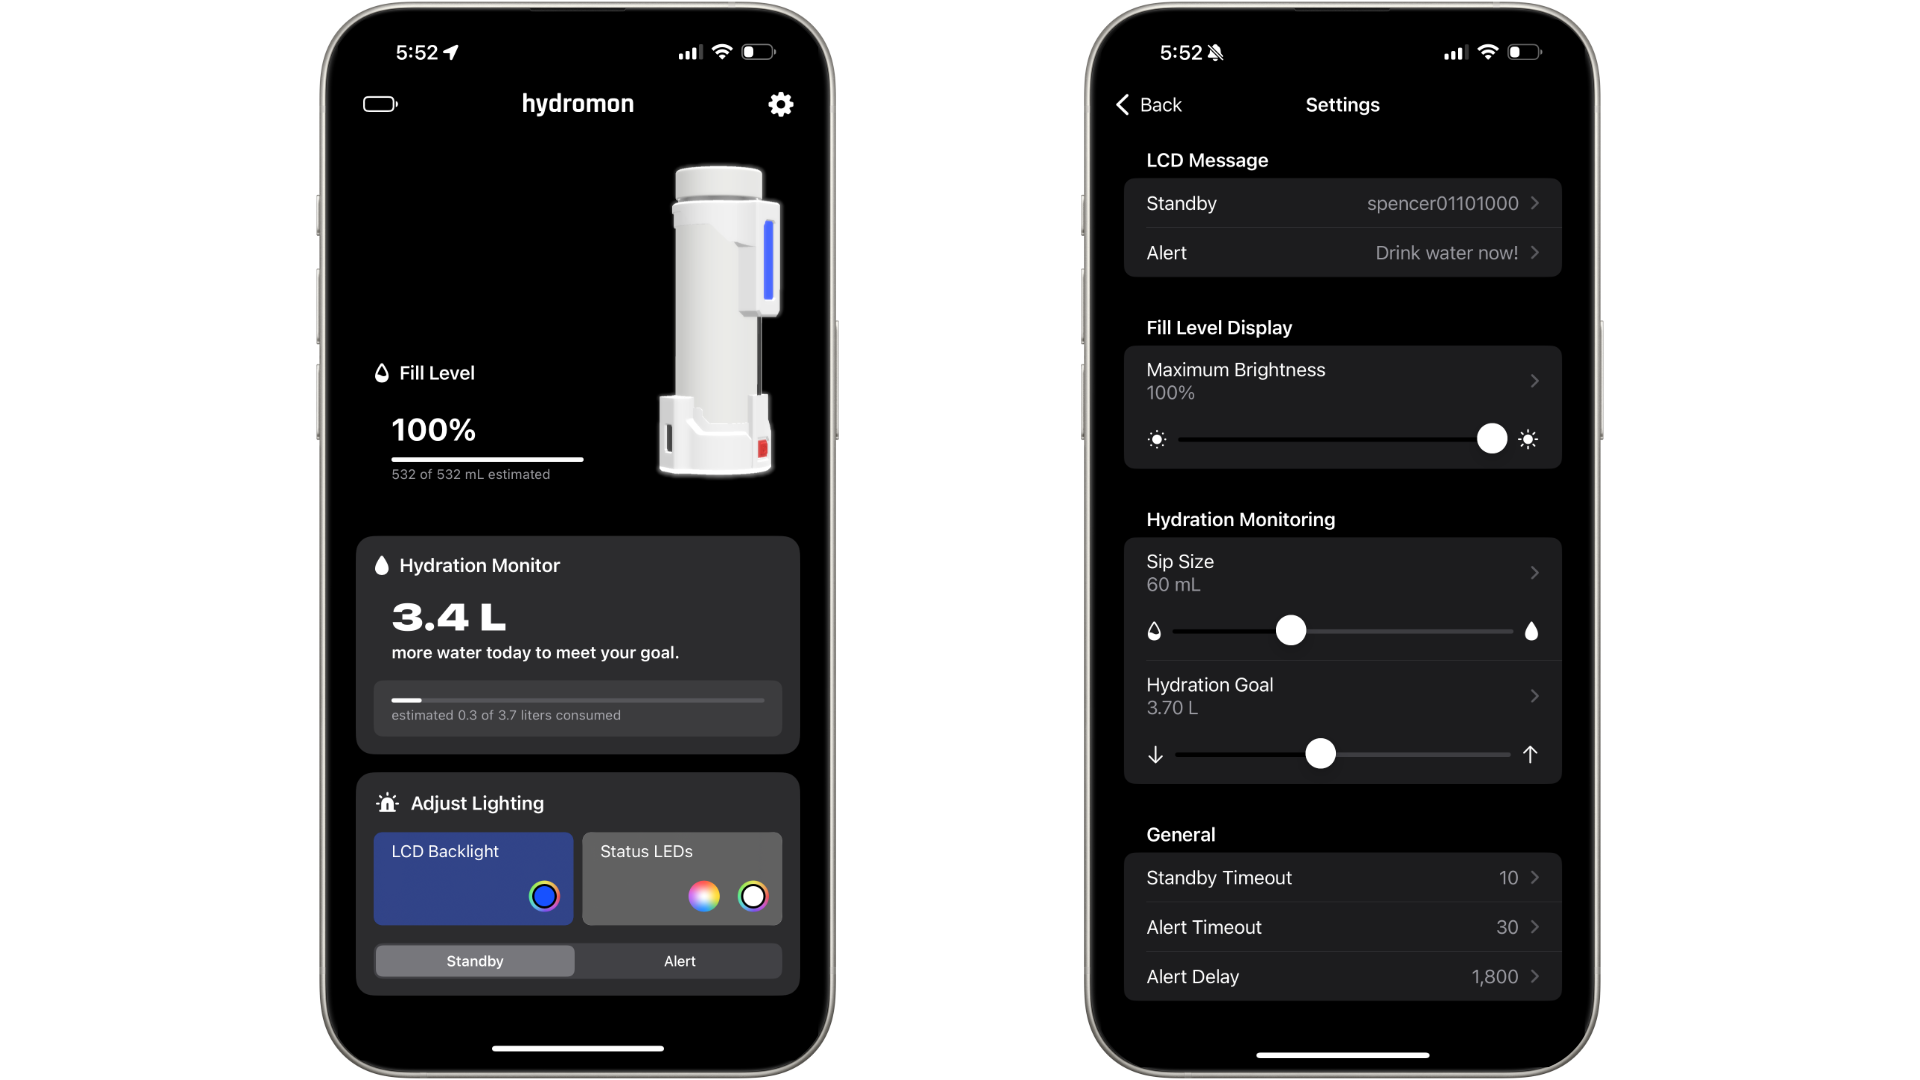 5:52
hydromon
Fill Level
100%
532 of 532 mL estimated
Hydration Monitor
3.4 L
more water today to meet your goal.
estimated 0.3 of 3.7 liters consumed
Adjust Lighting
LCD Backlight
Status LEDs
Standby
Alert
5:52
Back
Settings
LCD Message
Standby
spencer01101000
Alert
Drink water now!
Fill Level Display
Maximum Brightness
100%
Hydration Monitoring
Sip Size
60 mL
Hydration Goal
3.70 L
General
Standby Timeout
10
Alert Timeout
30
Alert Delay
1,800